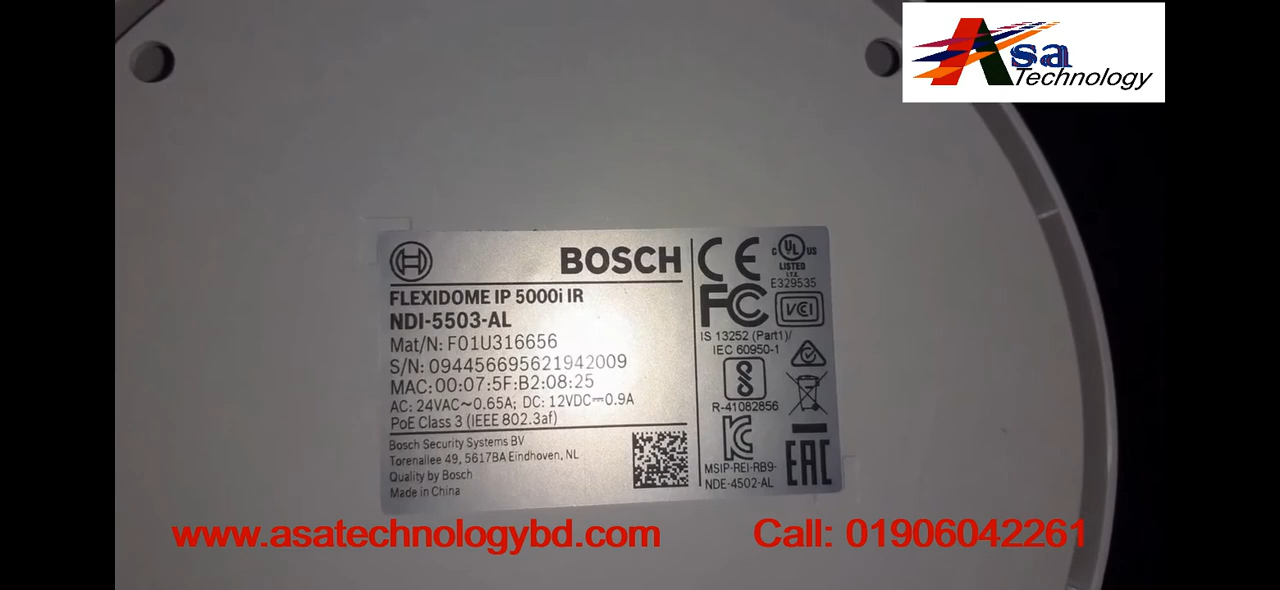 Asa
Technology
BOSCH
FLEXIDOME IP 5000i IR
NDI-5503-AL
Mat/N: F01U316656
S/N: 094456695621942009
MAC: 00:07:5F:B2:08:25
AC: 24VAC~0.65A; DC: 12VDC⎓0.9A
PoE Class 3 (IEEE 802.3af)
Bosch Security Systems BV
Torenallee 49, 5617BA Eindhoven, NL
Quality by Bosch
Made in China
CE
C UL US
LISTED
I.T.E.
E329535
FC
VCI
IS 13252 (Part1)/
IEC 60950-1
R-41082856
KC
MSIP-REI-RB9-
NDE-4502-AL
EAC
www.asatechnologybd.com
Call: 01906042261